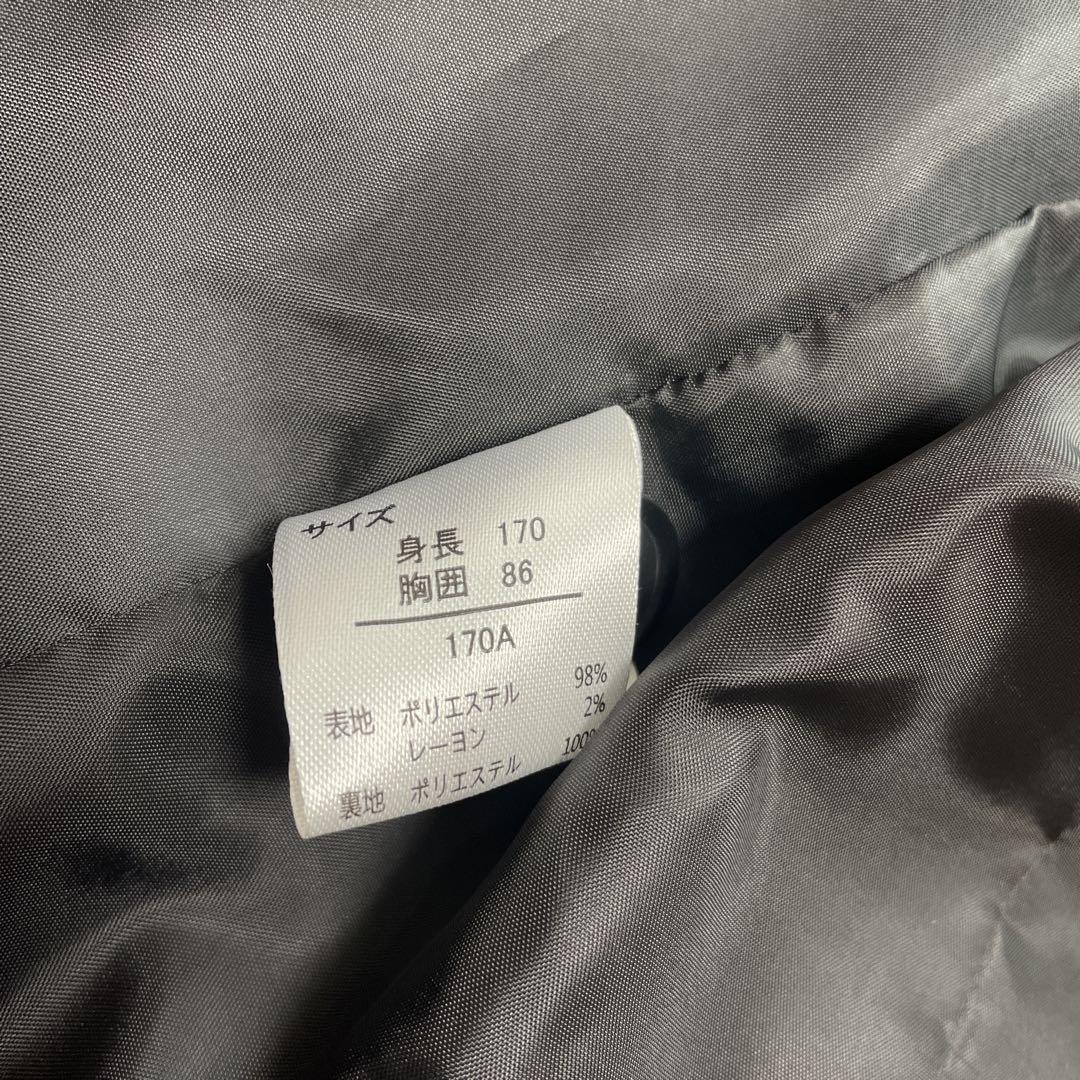 サイズ
身長 170
胸囲 86
170A
表地 ポリエステル 98%
レーヨン 2%
裏地 ポリエステル 100%